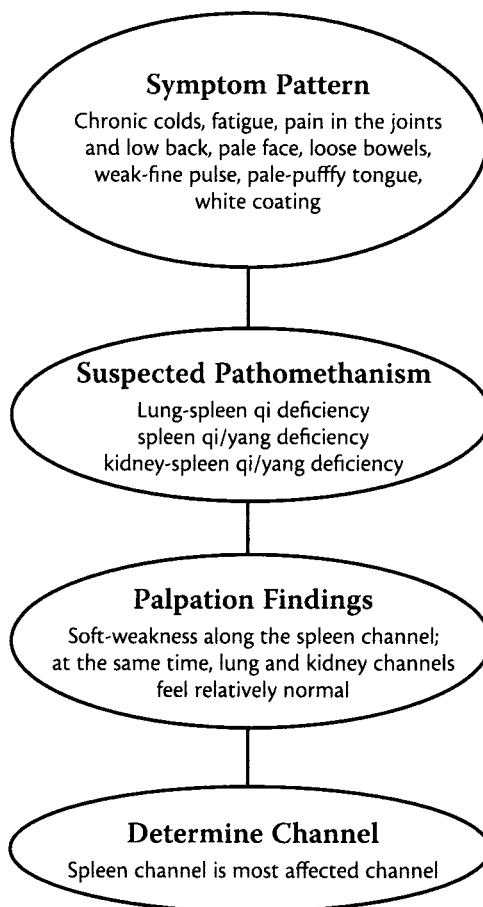 Symptom Pattern
Chronic colds, fatigue, pain in the joints
and low back, pale face, loose bowels,
weak-fine pulse, pale-pufffy tongue,
white coating
Suspected Pathomethanism
Lung-spleen qi deficiency
spleen qi/yang deficiency
kidney-spleen qi/yang deficiency
Palpation Findings
Soft-weakness along the spleen channel;
at the same time, lung and kidney channels
feel relatively normal
Determine Channel
Spleen channel is most affected channel